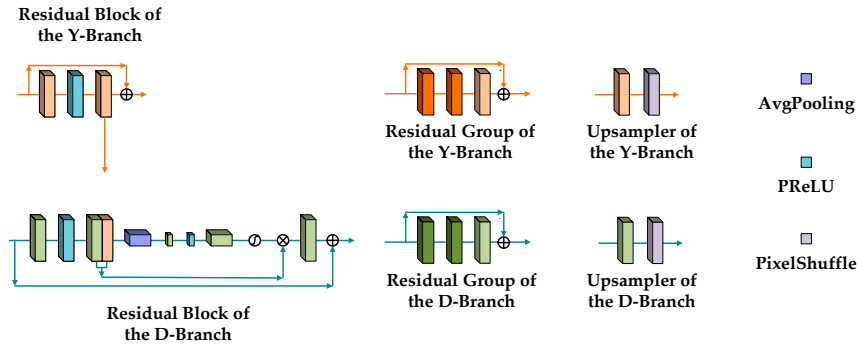 Residual Block of
the Y-Branch
Residual Group of
the Y-Branch
Upsampler of
the Y-Branch
AvgPooling
PReLU
PixelShuffle
Residual Block of
the D-Branch
Residual Group of
the D-Branch
Upsampler of
the D-Branch